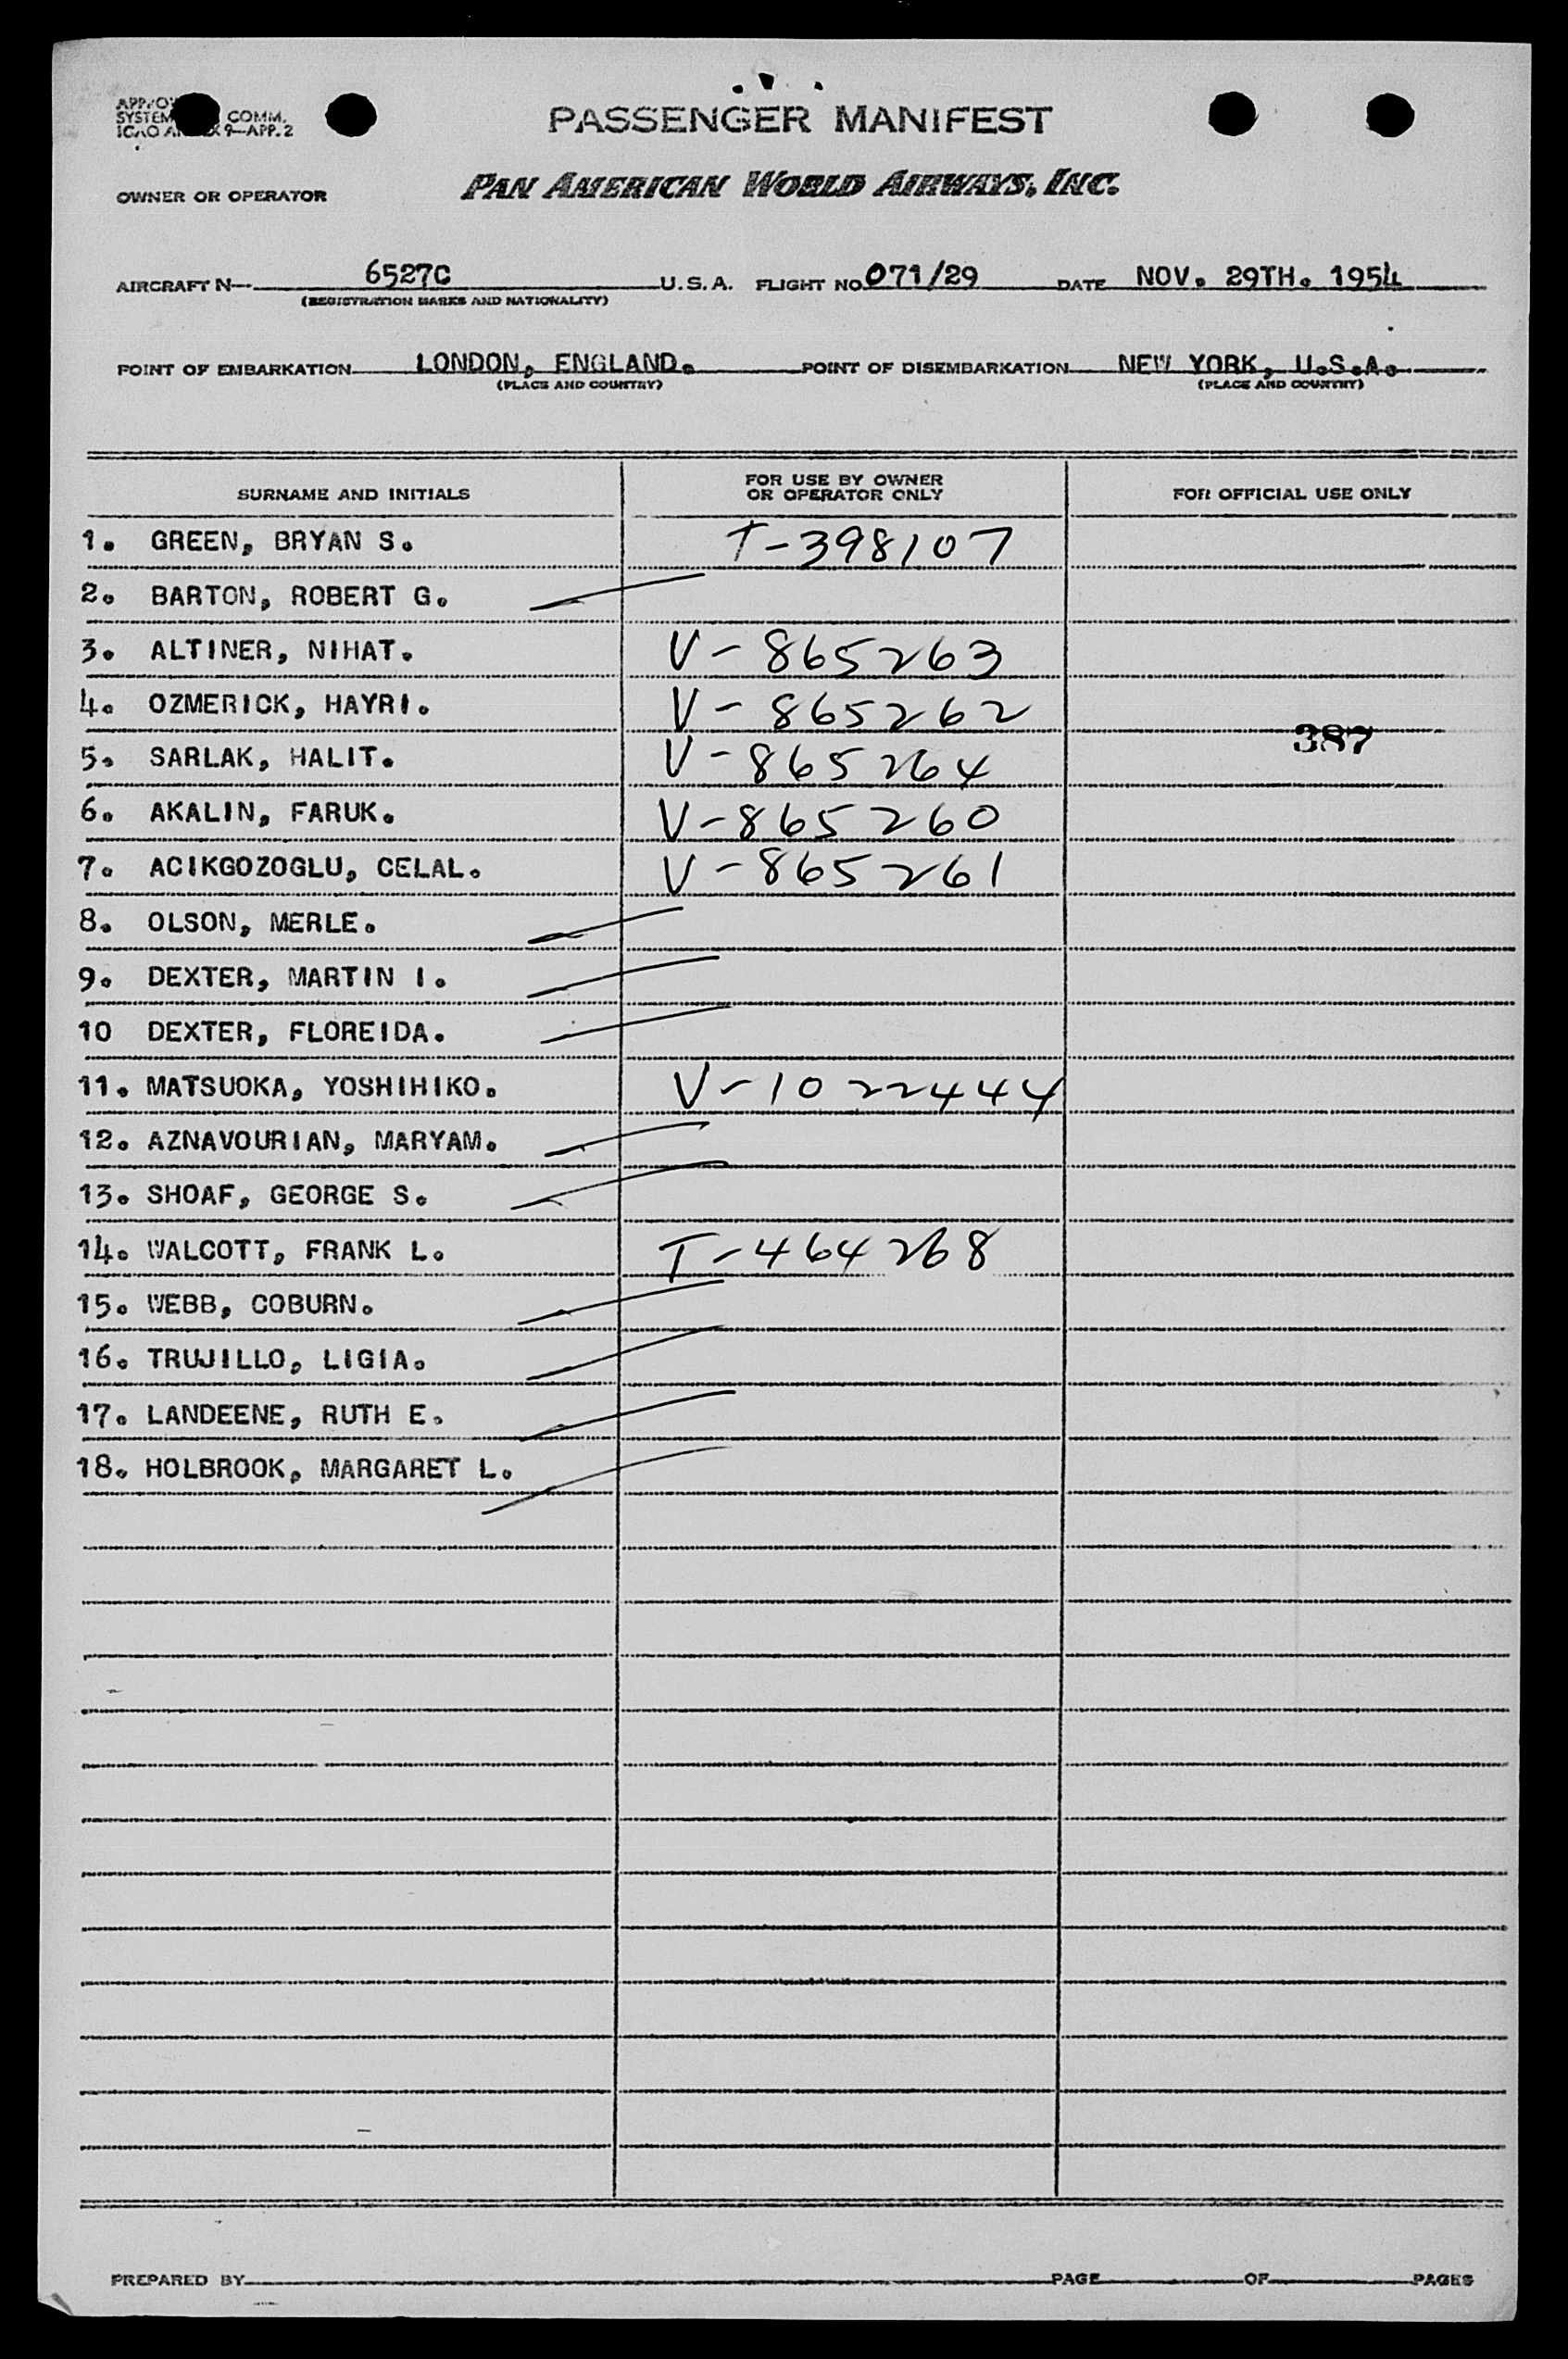 COMM.
9-APP. 2
PASSENGER MANIFEST
OWNER OR OPERATOR PAN AMERICAN WORLD AIRWAYS, INC.
AIRCRAFT N- 6527C U.S.A. FLIGHT NO. 071/29 DATE NOV. 29TH. 1954
(REGISTRATION MARKS AND NATIONALITY)
POINT OF EMBARKATION LONDON, ENGLAND. POINT OF DISEMBARKATION NEW YORK, U.S.A.
(PLACE AND COUNTRY) (PLACE AND COUNTRY)
SURNAME AND INITIALS FOR USE BY OWNER OR OPERATOR ONLY FOR OFFICIAL USE ONLY
1. GREEN, BRYAN S. T-398107
2. BARTON, ROBERT G.
3. ALTINER, NIHAT. V-865263
4. OZMERICK, HAYRI. V-865262
387
5. SARLAK, HALIT. V-865264
6. AKALIN, FARUK. V-865260
7. ACIKGOZOGLU, CELAL. V-865261
8. OLSON, MERLE.
9. DEXTER, MARTIN I.
10 DEXTER, FLOREIDA.
11. MATSUOKA, YOSHIHIKO. V-1022444
12. AZNAVOURIAN, MARYAM.
13. SHOAF, GEORGE S.
14. WALCOTT, FRANK L. T-464268
15. WEBB, COBURN.
16. TRUJILLO, LIGIA.
17. LANDEENE, RUTH E.
18. HOLBROOK, MARGARET L.
PREPARED BY PAGE OF PAGES